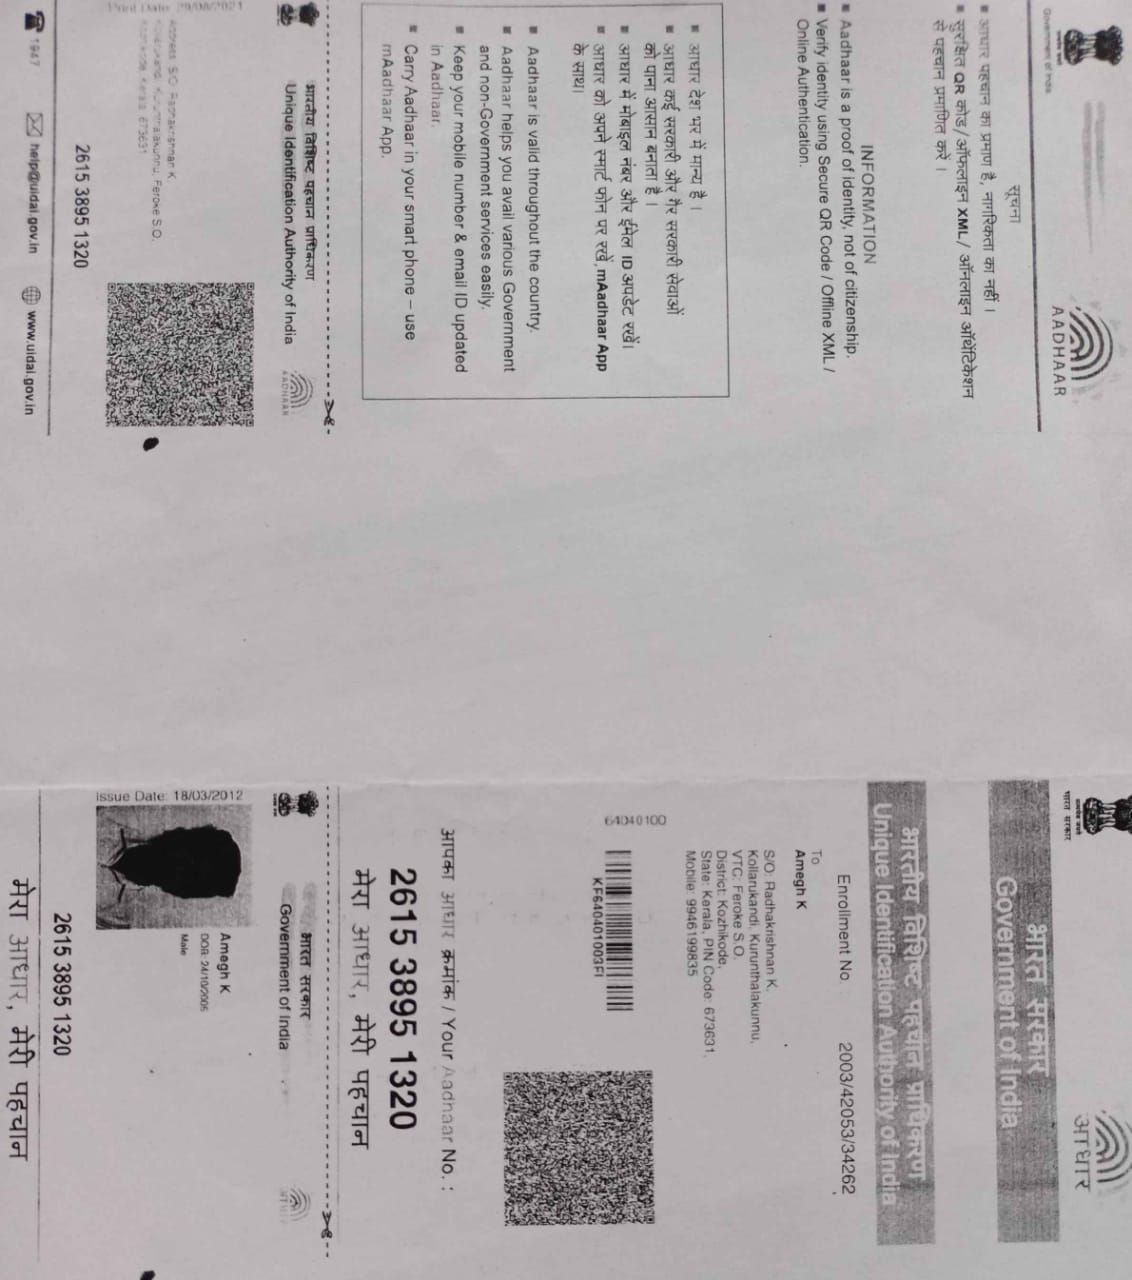 भारत सरकार
भारत सरकार
Government of India
आधार
भारतीय विशिष्ट पहचान प्राधिकरण
Unique Identification Authority of India
Enrollment No. 2003/42053/34262
To
Amegh K
S/O: Radhakrishnan K,
Kollarukandi, Kurunthalakunnu,
VTC: Feroke S.O,
District: Kozhikode,
State: Kerala, PIN Code: 673631,
Mobile: 9946199835
64040100
KF640401003FI
आपका आधार क्रमांक / Your Aadhaar No. :
2615 3895 1320
मेरा आधार, मेरी पहचान
भारत सरकार
Government of India
Issue Date: 18/03/2012
Amegh K
DOB: 24/10/2005
Male
2615 3895 1320
मेरा आधार, मेरी पहचान
Government of India
AADHAAR
सूचना
■ आधार पहचान का प्रमाण है, नागरिकता का नहीं ।
■ सुरक्षित QR कोड / ऑफलाइन XML / ऑनलाइन ऑथेंटिकेशन
से पहचान प्रमाणित करें ।
INFORMATION
■ Aadhaar is a proof of identity, not of citizenship.
■ Verify identity using Secure QR Code / Offline XML /
Online Authentication.
■ आधार देश भर में मान्य है ।
■ आधार कई सरकारी और गैर सरकारी सेवाओं
को पाना आसान बनाता है ।
■ आधार में मोबाइल नंबर और ईमेल ID अपडेट रखें।
■ आधार को अपने स्मार्ट फोन पर रखें, mAadhaar App
के साथ।
■ Aadhaar is valid throughout the country.
■ Aadhaar helps you avail various Government
and non-Government services easily.
■ Keep your mobile number & email ID updated
in Aadhaar.
■ Carry Aadhaar in your smart phone – use
mAadhaar App.
भारतीय विशिष्ट पहचान प्राधिकरण
Unique Identification Authority of India
AADHAAR
Print Date: 29/08/2021
Address: S/O, Radhakrishnan K,
Kollarukandi, Kurunthalakunnu, Feroke S.O,
Kozhikode, Kerala, 673631
2615 3895 1320
1947
help@uidai.gov.in
www.uidai.gov.in